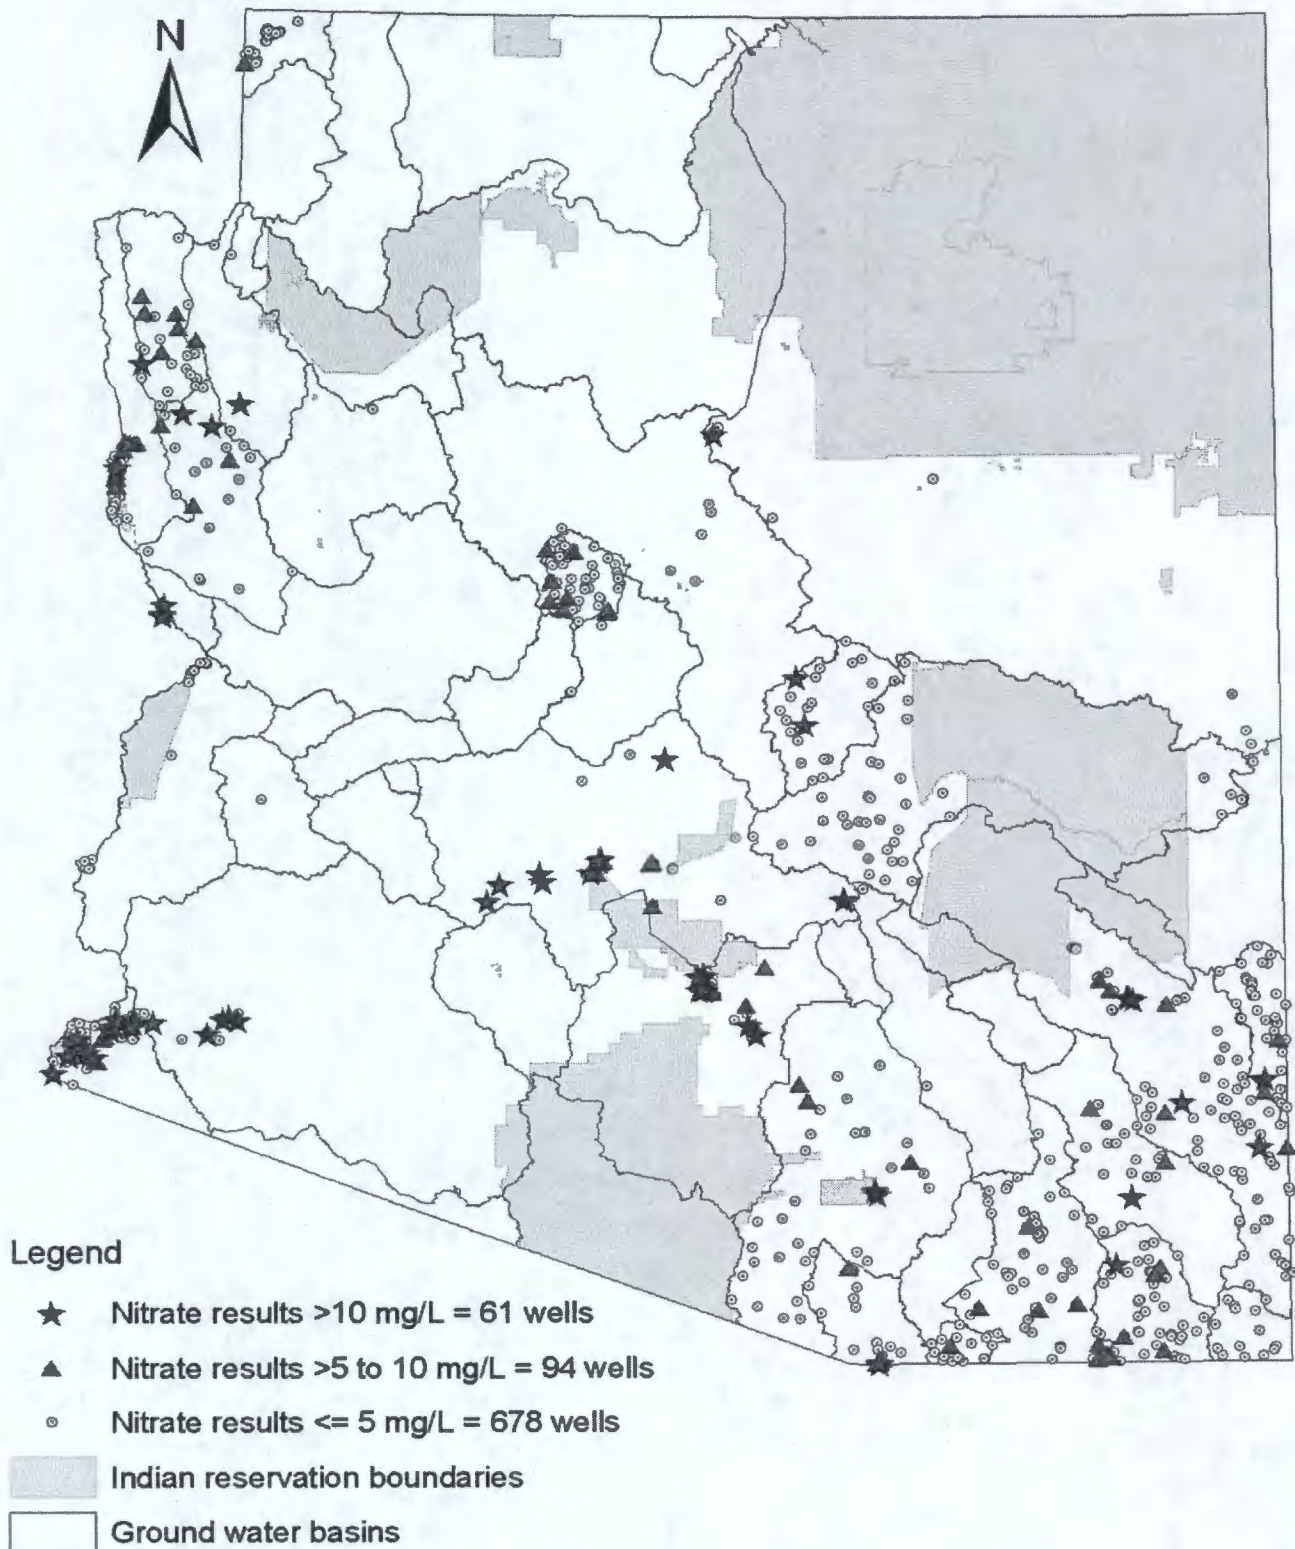 N
Legend
Nitrate results >10 mg/L = 61 wells
Nitrate results >5 to 10 mg/L = 94 wells
Nitrate results <= 5 mg/L = 678 wells
Indian reservation boundaries
Ground water basins